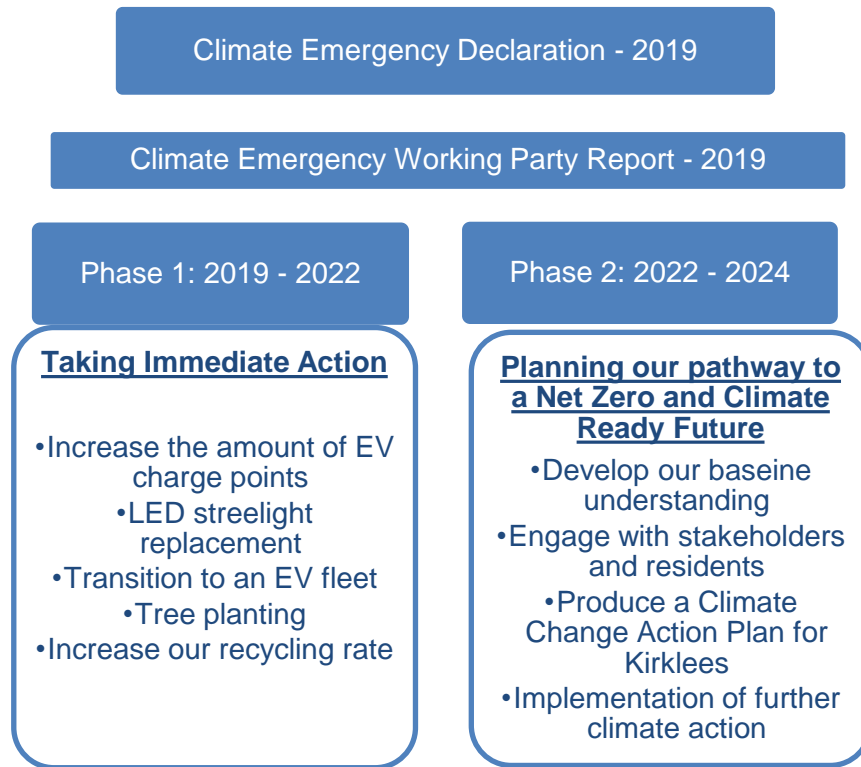 Climate Emergency Declaration - 2019
Climate Emergency Working Party Report - 2019
Phase 1: 2019 - 2022
Taking Immediate Action
•Increase the amount of EV
charge points
•LED streelight
replacement
•Transition to an EV fleet
•Tree planting
•Increase our recycling rate
Phase 2: 2022 - 2024
Planning our pathway to
a Net Zero and Climate
Ready Future
•Develop our baseine
understanding
•Engage with stakeholders
and residents
•Produce a Climate
Change Action Plan for
Kirklees
•Implementation of further
climate action